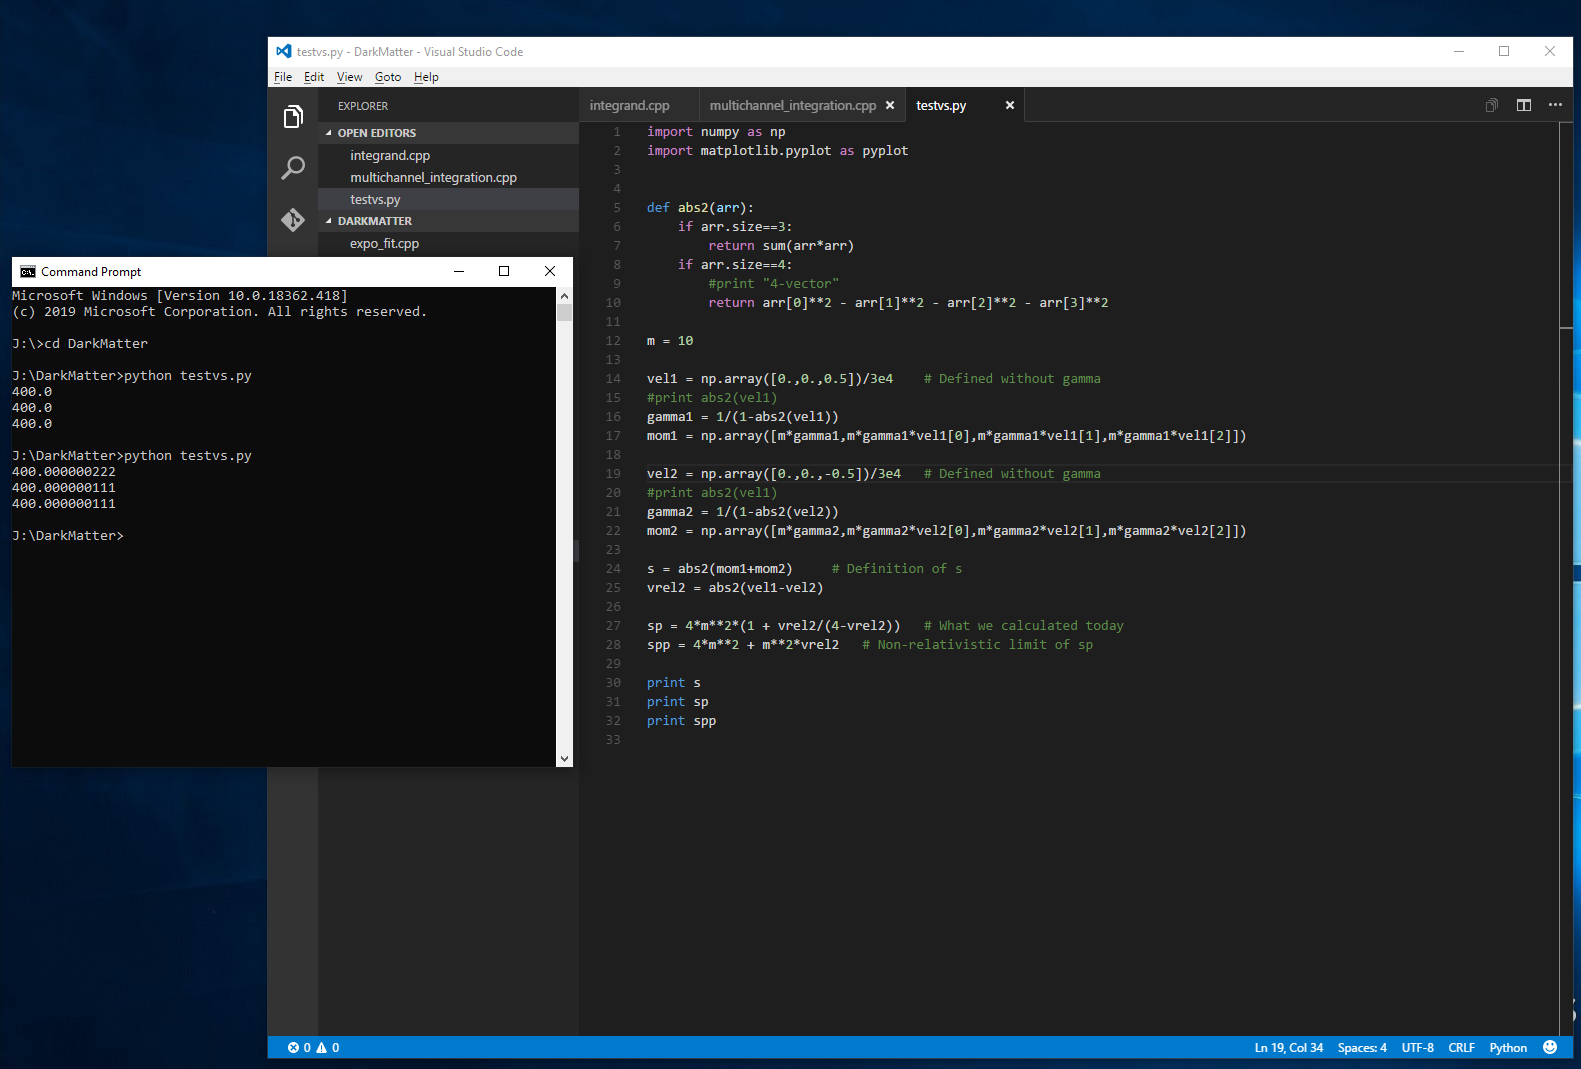 testvs.py - DarkMatter - Visual Studio Code
File Edit View Goto Help
EXPLORER
OPEN EDITORS
integrand.cpp
multichannel_integration.cpp
testvs.py
DARKMATTER
expo_fit.cpp
integrand.cpp multichannel_integration.cpp testvs.py
1 import numpy as np
2 import matplotlib.pyplot as pyplot
3
4
5 def abs2(arr):
6     if arr.size==3:
7         return sum(arr*arr)
8     if arr.size==4:
9         #print "4-vector"
10         return arr[0]**2 - arr[1]**2 - arr[2]**2 - arr[3]**2
11
12 m = 10
13
14 vel1 = np.array([0.,0.,0.5])/3e4    # Defined without gamma
15 #print abs2(vel1)
16 gamma1 = 1/(1-abs2(vel1))
17 mom1 = np.array([m*gamma1,m*gamma1*vel1[0],m*gamma1*vel1[1],m*gamma1*vel1[2]])
18
19 vel2 = np.array([0.,0.,-0.5])/3e4   # Defined without gamma
20 #print abs2(vel1)
21 gamma2 = 1/(1-abs2(vel2))
22 mom2 = np.array([m*gamma2,m*gamma2*vel2[0],m*gamma2*vel2[1],m*gamma2*vel2[2]])
23
24 s = abs2(mom1+mom2)     # Definition of s
25 vrel2 = abs2(vel1-vel2)
26
27 sp = 4*m**2*(1 + vrel2/(4-vrel2))   # What we calculated today
28 spp = 4*m**2 + m**2*vrel2   # Non-relativistic limit of sp
29
30 print s
31 print sp
32 print spp
33
Command Prompt
Microsoft Windows [Version 10.0.18362.418]
(c) 2019 Microsoft Corporation. All rights reserved.
J:\>cd DarkMatter
J:\DarkMatter>python testvs.py
400.0
400.0
400.0
J:\DarkMatter>python testvs.py
400.000000222
400.000000111
400.000000111
J:\DarkMatter>
0 0 Ln 19, Col 34 Spaces: 4 UTF-8 CRLF Python